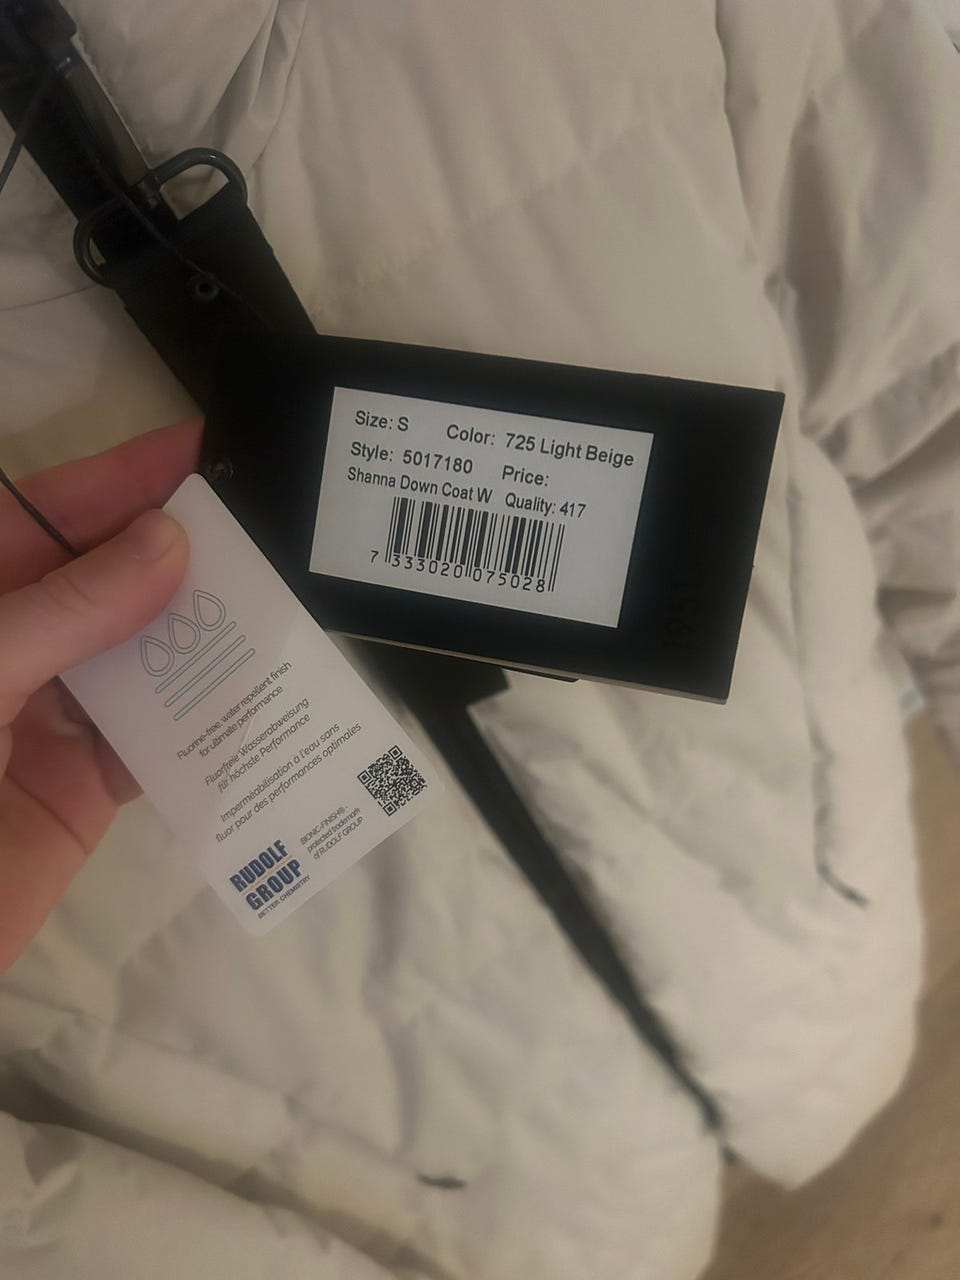 Size: S Color: 725 Light Beige
Style: 5017180 Price:
Shanna Down Coat W Quality: 417
7 333020 075028
Fluorine-free, water repellent finish
for ultimate performance
Fluorfreie Wasserabweisung
für höchste Performance
Imperméabilisation à l'eau sans
fluor pour des performances optimales
BIONIC-FINISH® -
protected trademark
of RUDOLF GROUP
RUDOLF
GROUP
BETTER CHEMISTRY